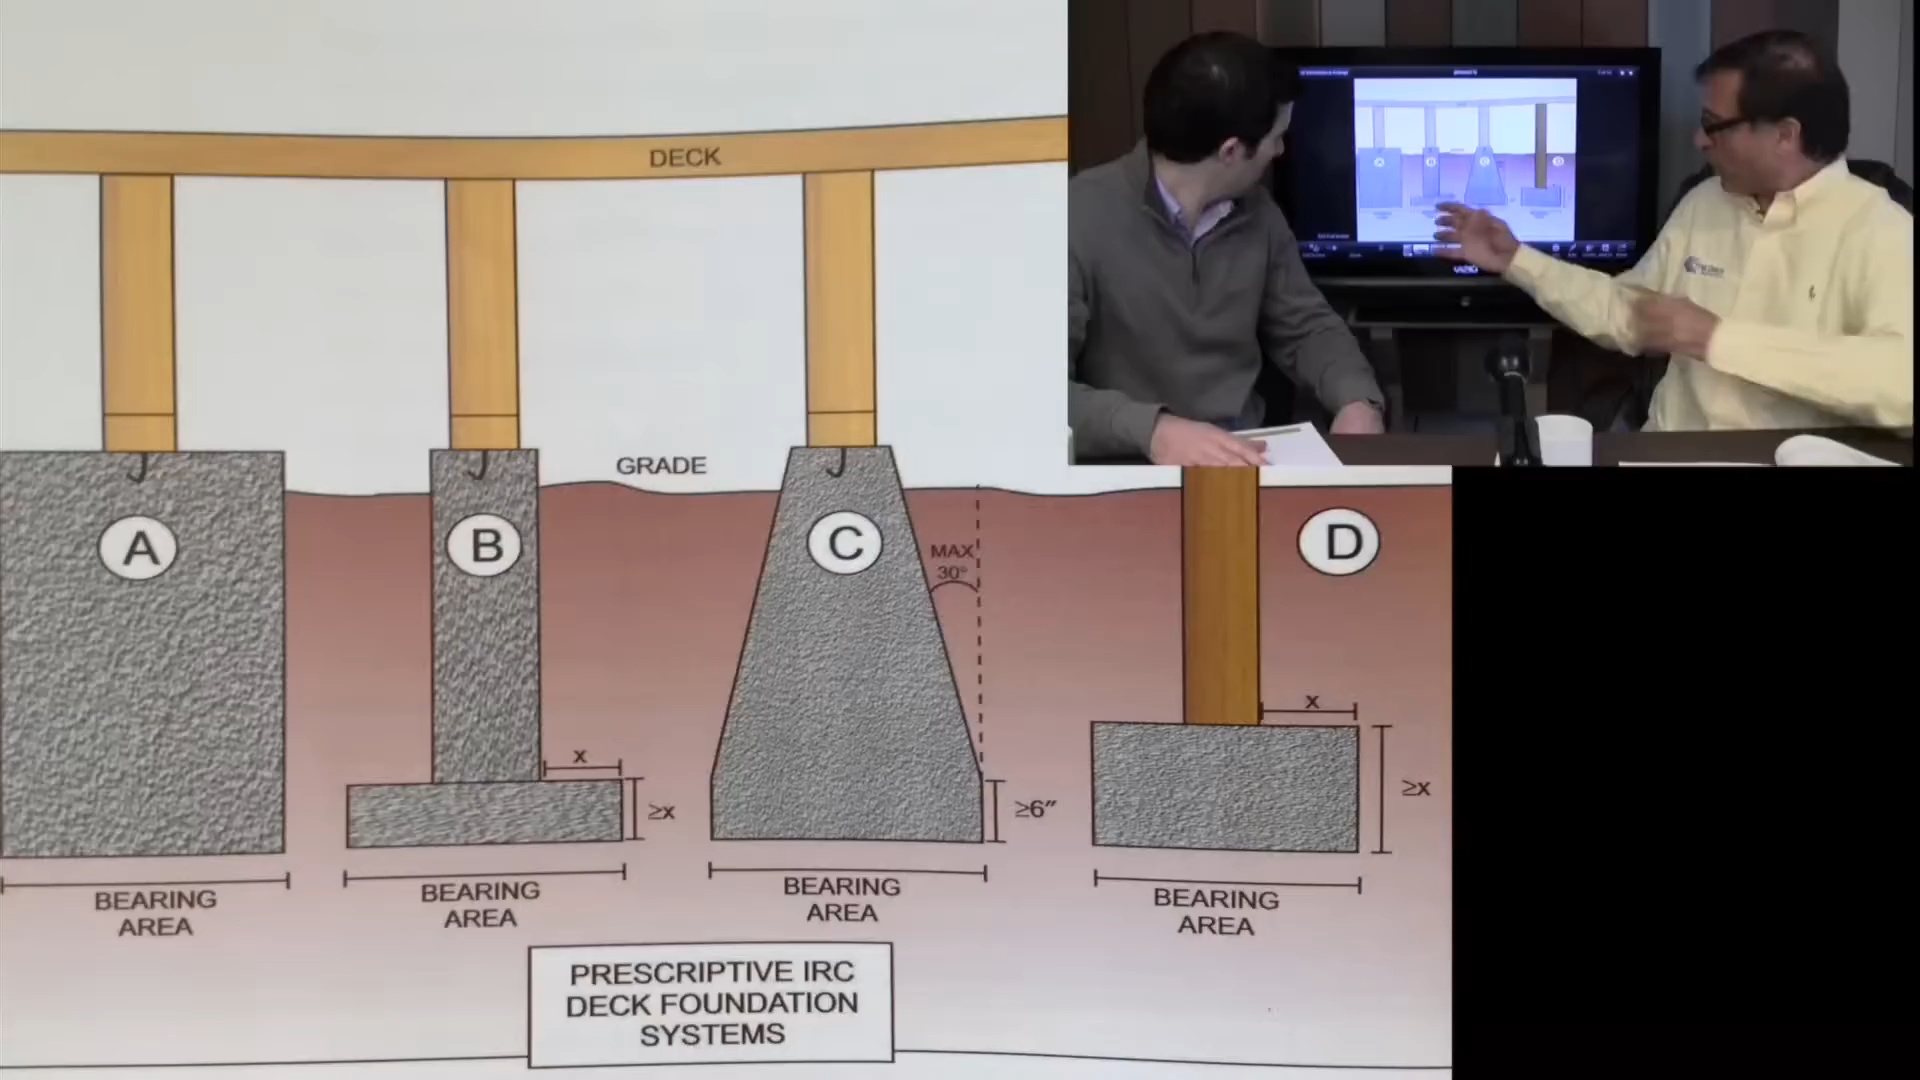 DECK
GRADE
A
B
C
D
MAX
30°
x
x
≥x
≥6″
≥x
BEARING
AREA
BEARING
AREA
BEARING
AREA
BEARING
AREA
PRESCRIPTIVE IRC
DECK FOUNDATION
SYSTEMS